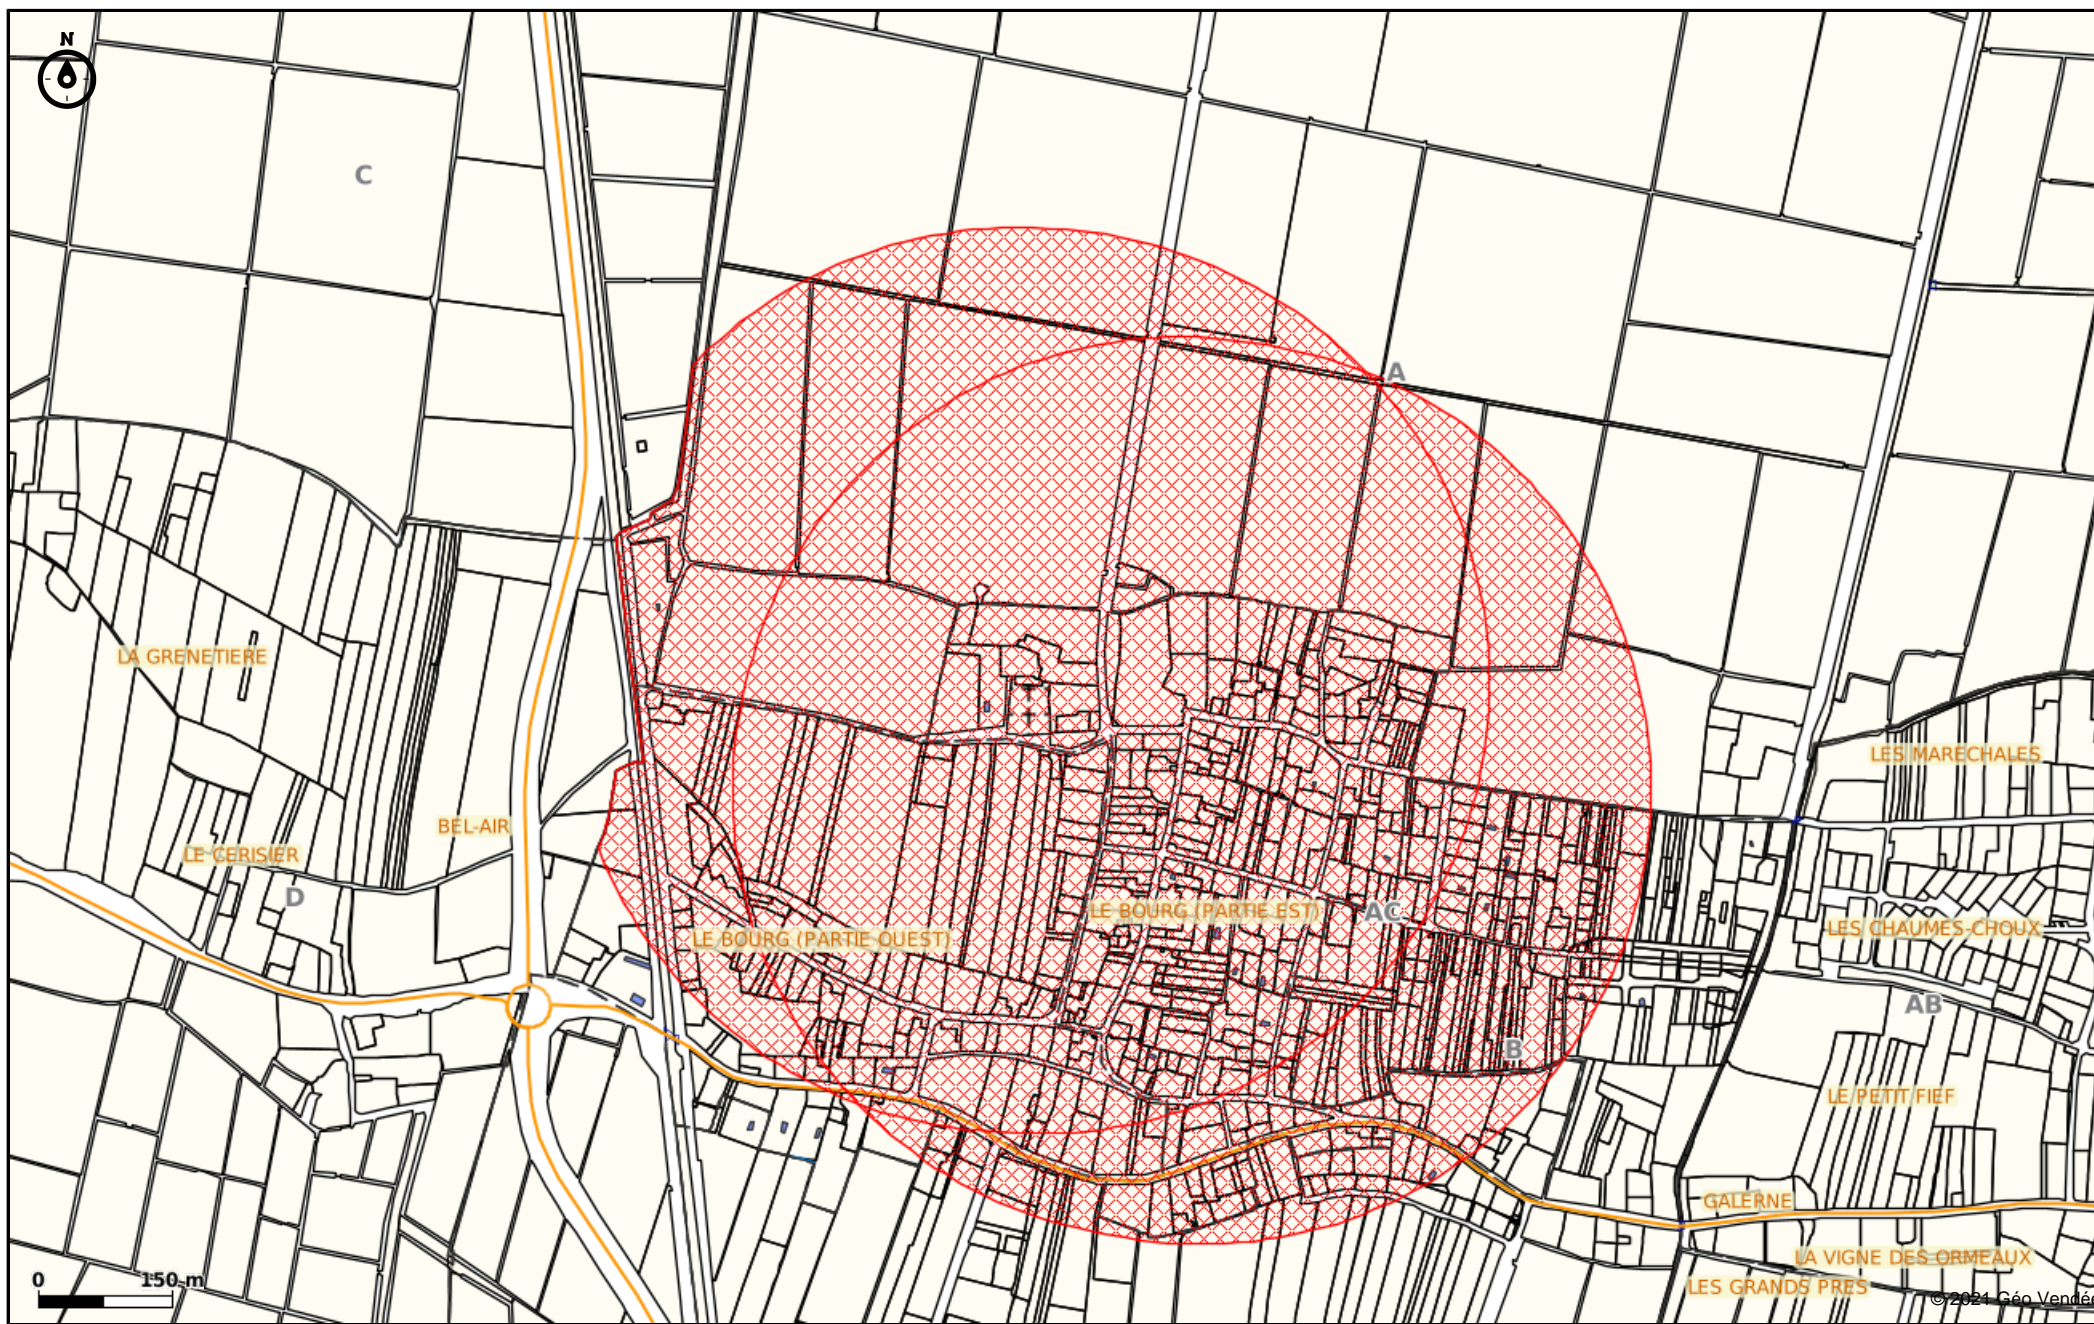 N
C
A
LA GRENETIERE
LES MARECHALES
BEL-AIR
LE CERISIER
D
LE BOURG (PARTIE EST)
AC
LE BOURG (PARTIE OUEST)
LES CHAUMES-CHOUX
AB
B
LE PETIT FIEF
GALERNE
LA VIGNE DES ORMEAUX
LES GRANDS PRES
0 150 m
© 2021 Géo Vendée